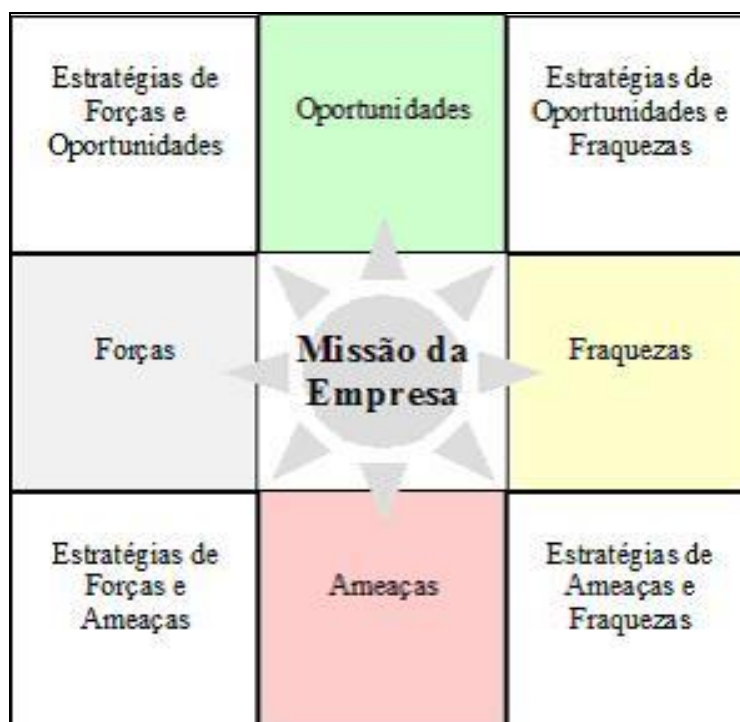 Estratégias de
Forças e
Oportunidades
Oportunidades
Estratégias de
Oportunidades e
Fraquezas
Forças
Missão da
Empresa
Fraquezas
Estratégias de
Forças e
Ameaças
Ameaças
Estratégias de
Ameaças e
Fraquezas